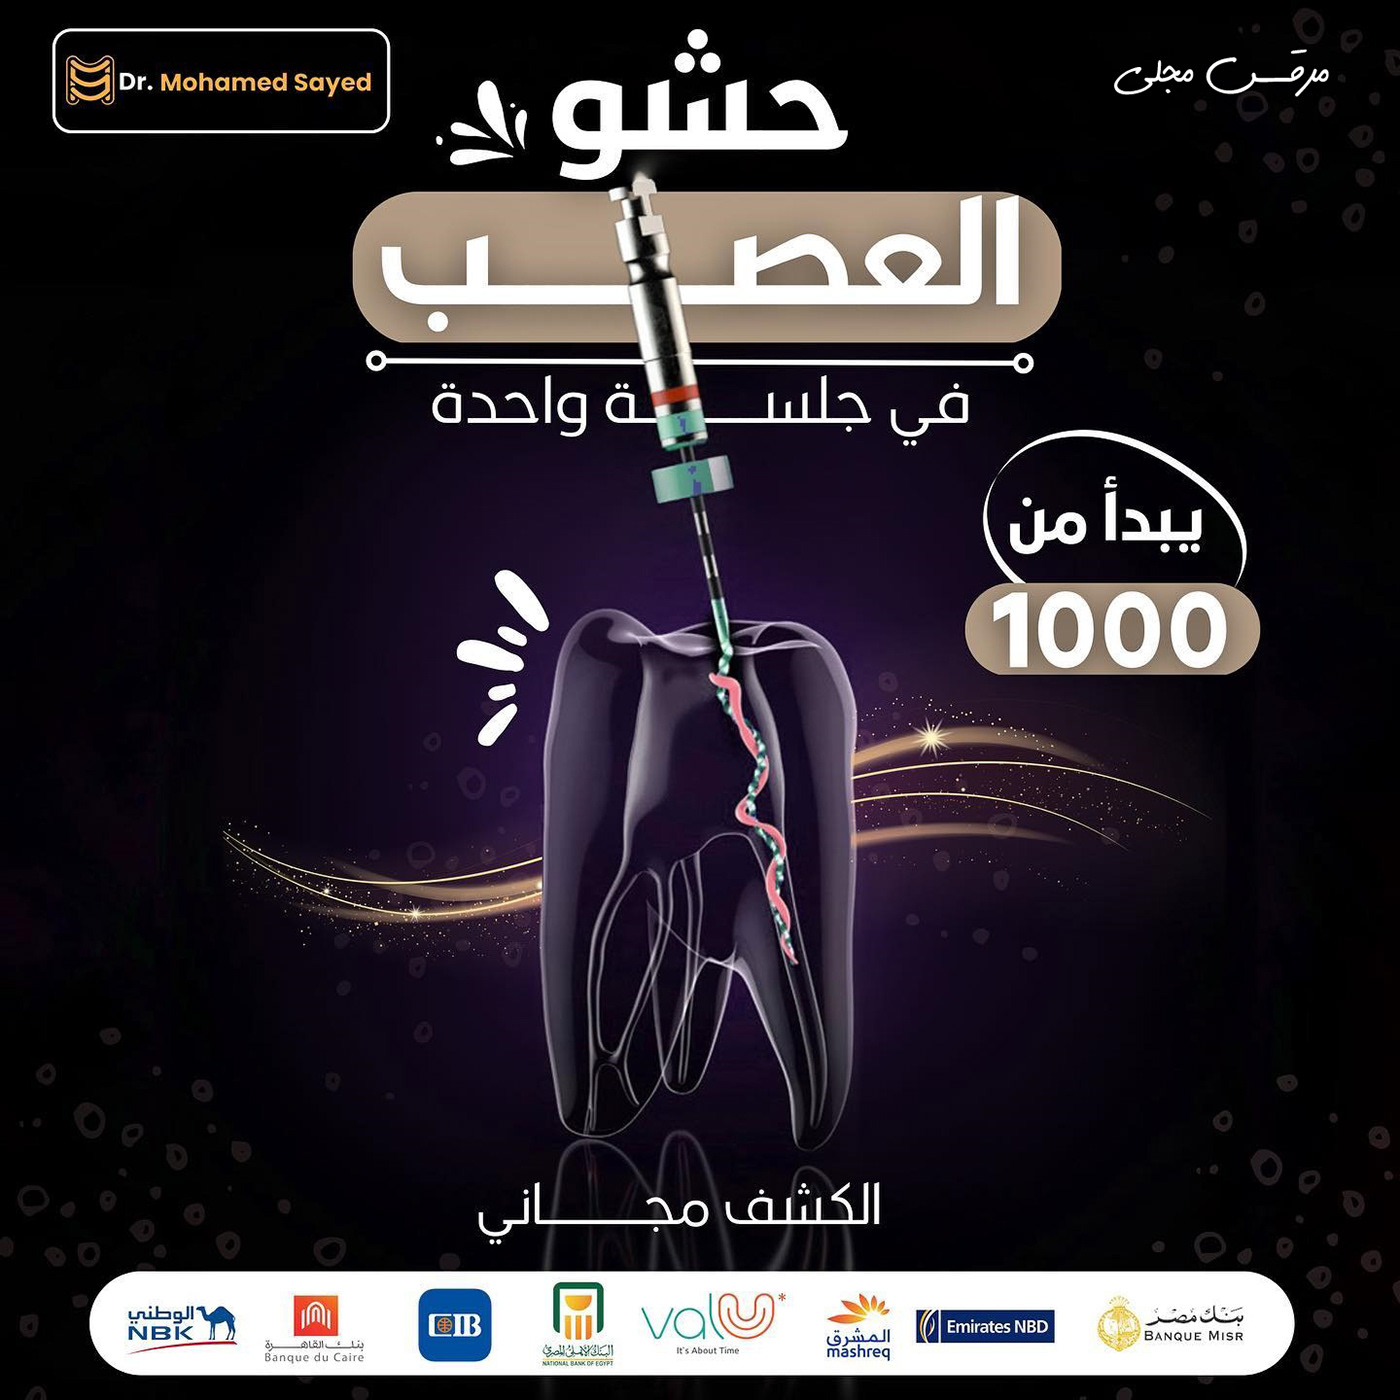 Dr. Mohamed Sayed
مرقس مجلى
حشو
العصب
في جلسة واحدة
يبدأ من
1000
الكشف مجاني
الوطني
NBK
بنك القاهرة
Banque du Caire
CIB
البنك الأهلي المصري
NATIONAL BANK OF EGYPT
valU*
It's About Time
المشرق
mashreq
Emirates NBD
بنك مصر
BANQUE MISR